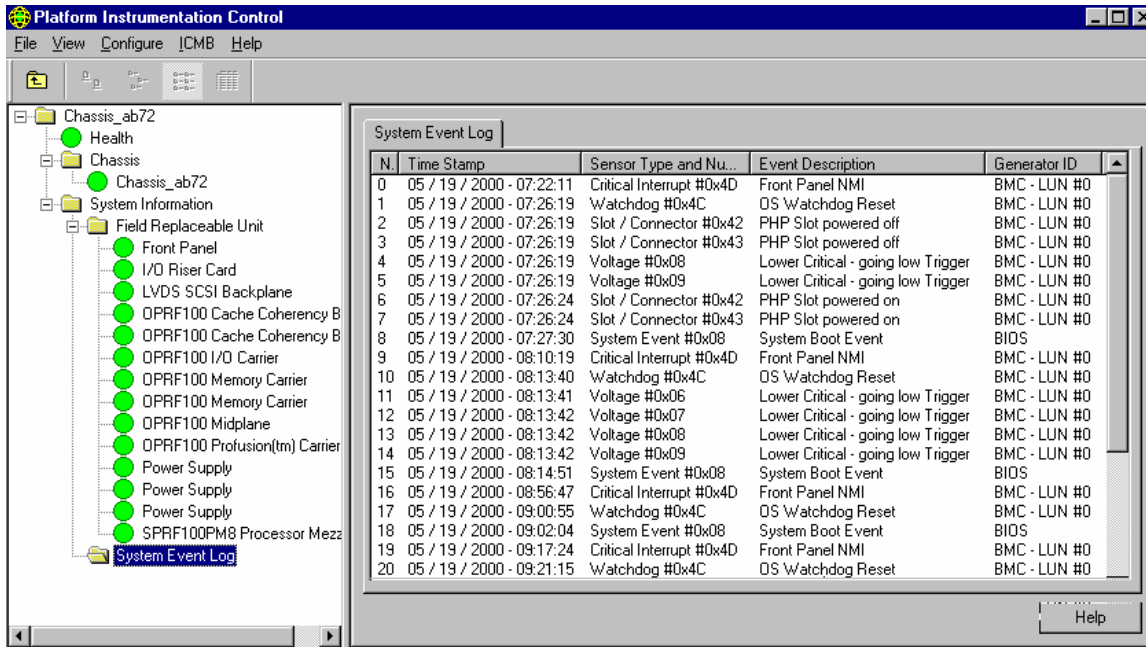 Platform Instrumentation Control
File View Configure ICMB Help
Chassis_ab72
Health
Chassis
Chassis_ab72
System Information
Field Replaceable Unit
Front Panel
I/O Riser Card
LVDS SCSI Backplane
OPRF100 Cache Coherency B
OPRF100 Cache Coherency B
OPRF100 I/O Carrier
OPRF100 Memory Carrier
OPRF100 Memory Carrier
OPRF100 Midplane
OPRF100 Profusion(tm) Carrier
Power Supply
Power Supply
Power Supply
SPRF100PM8 Processor Mezz
System Event Log
System Event Log
N. Time Stamp Sensor Type and Nu... Event Description Generator ID
0 05 / 19 / 2000 - 07:22:11 Critical Interrupt #0x4D Front Panel NMI BMC - LUN #0
1 05 / 19 / 2000 - 07:26:19 Watchdog #0x4C OS Watchdog Reset BMC - LUN #0
2 05 / 19 / 2000 - 07:26:19 Slot / Connector #0x42 PHP Slot powered off BMC - LUN #0
3 05 / 19 / 2000 - 07:26:19 Slot / Connector #0x43 PHP Slot powered off BMC - LUN #0
4 05 / 19 / 2000 - 07:26:19 Voltage #0x08 Lower Critical - going low Trigger BMC - LUN #0
5 05 / 19 / 2000 - 07:26:19 Voltage #0x09 Lower Critical - going low Trigger BMC - LUN #0
6 05 / 19 / 2000 - 07:26:24 Slot / Connector #0x42 PHP Slot powered on BMC - LUN #0
7 05 / 19 / 2000 - 07:26:24 Slot / Connector #0x43 PHP Slot powered on BMC - LUN #0
8 05 / 19 / 2000 - 07:27:30 System Event #0x08 System Boot Event BIOS
9 05 / 19 / 2000 - 08:10:19 Critical Interrupt #0x4D Front Panel NMI BMC - LUN #0
10 05 / 19 / 2000 - 08:13:40 Watchdog #0x4C OS Watchdog Reset BMC - LUN #0
11 05 / 19 / 2000 - 08:13:41 Voltage #0x06 Lower Critical - going low Trigger BMC - LUN #0
12 05 / 19 / 2000 - 08:13:42 Voltage #0x07 Lower Critical - going low Trigger BMC - LUN #0
13 05 / 19 / 2000 - 08:13:42 Voltage #0x08 Lower Critical - going low Trigger BMC - LUN #0
14 05 / 19 / 2000 - 08:13:42 Voltage #0x09 Lower Critical - going low Trigger BMC - LUN #0
15 05 / 19 / 2000 - 08:14:51 System Event #0x08 System Boot Event BIOS
16 05 / 19 / 2000 - 08:56:47 Critical Interrupt #0x4D Front Panel NMI BMC - LUN #0
17 05 / 19 / 2000 - 09:00:55 Watchdog #0x4C OS Watchdog Reset BMC - LUN #0
18 05 / 19 / 2000 - 09:02:04 System Event #0x08 System Boot Event BIOS
19 05 / 19 / 2000 - 09:17:24 Critical Interrupt #0x4D Front Panel NMI BMC - LUN #0
20 05 / 19 / 2000 - 09:21:15 Watchdog #0x4C OS Watchdog Reset BMC - LUN #0
Help